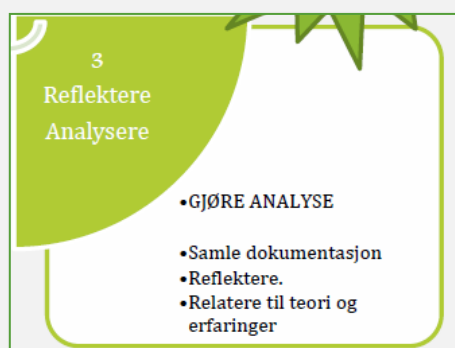 3
Reflektere
Analysere
•GJØRE ANALYSE
•Samle dokumentasjon
•Reflektere.
•Relatere til teori og
erfaringer